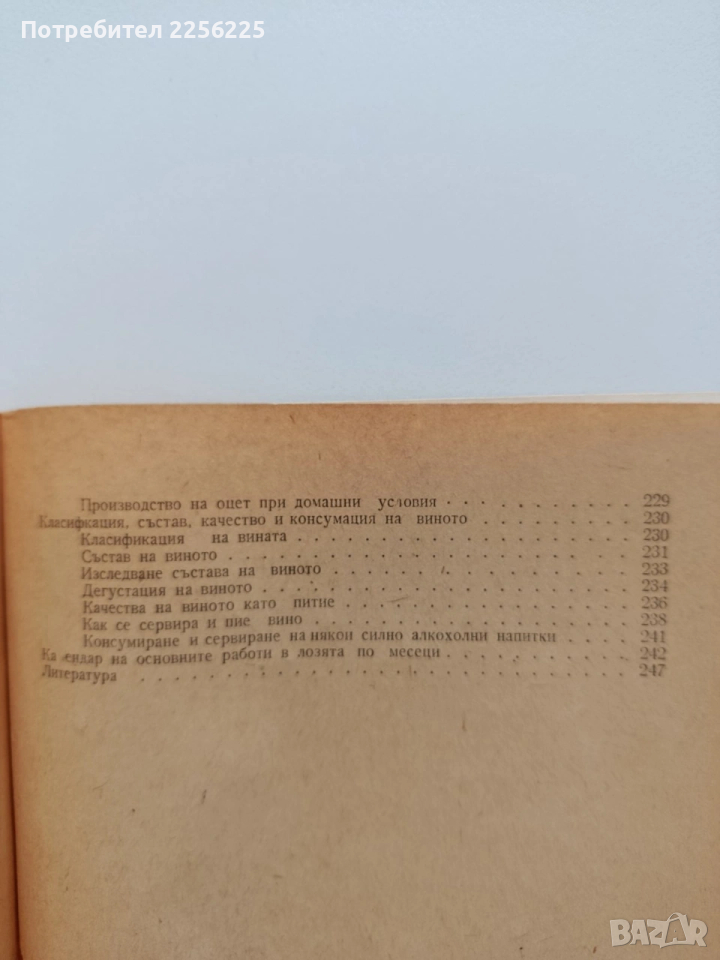 Потребител 2256225
Производство на оцет при домашни условия . . . . . . . . . . 229
Класифкация, състав, качество и консумация на виното . . . . . . . . . 230
Класификация на вината . . . . . . . . . . . . . . . . . . 230
Състав на виното . . . . . . . . . . . . . . . . . . . . . 231
Изследване състава на виното . . . . . . . . . . . . . . . . 233
Дегустация на виното . . . . . . . . . . . . . . . . . . . 234
Качества на виното като питие . . . . . . . . . . . . . . . 236
Как се сервира и пие вино . . . . . . . . . . . . . . . . . 238
Консумиране и сервиране на някои силно алкохолни напитки . . . . 241
Календар на основните работи в лозята по месеци . . . . . . . . . . 242
Литература . . . . . . . . . . . . . . . . . . . . . . . . 247
BAZAR